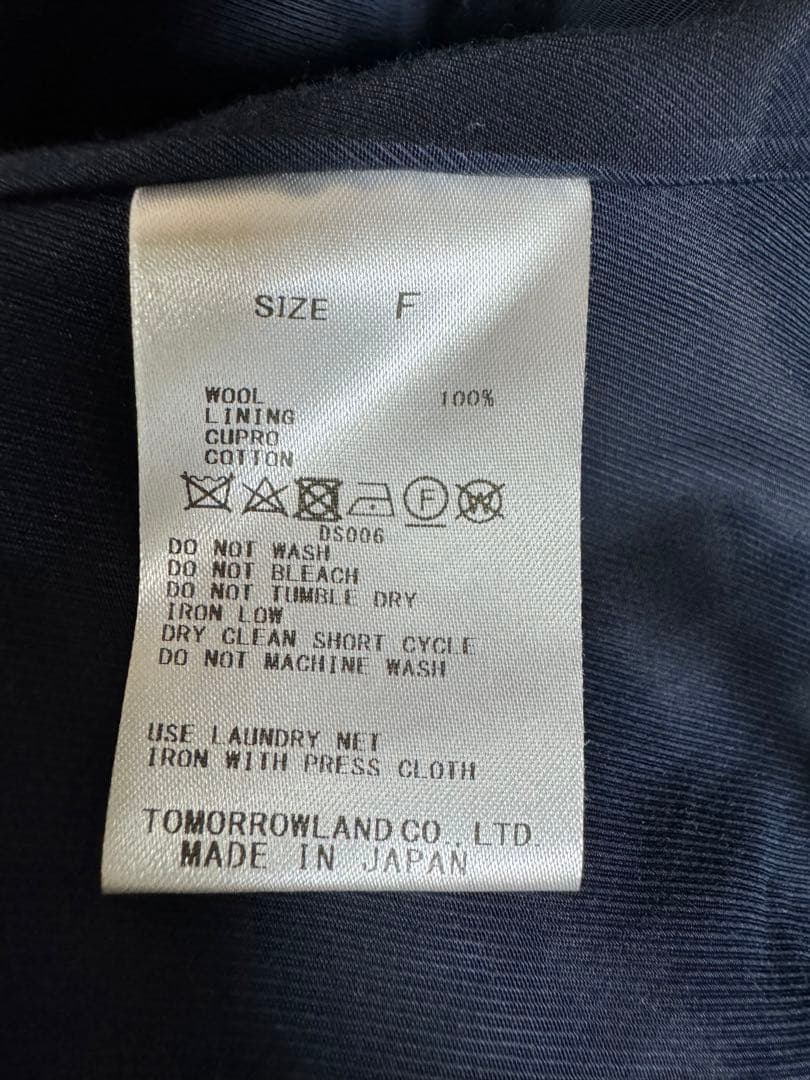 SIZE F
WOOL 100%
LINING
CUPRO
COTTON
F W
DS006
DO NOT WASH
DO NOT BLEACH
DO NOT TUMBLE DRY
IRON LOW
DRY CLEAN SHORT CYCLE
DO NOT MACHINE WASH
USE LAUNDRY NET
IRON WITH PRESS CLOTH
TOMORROWLAND CO., LTD.
MADE IN JAPAN